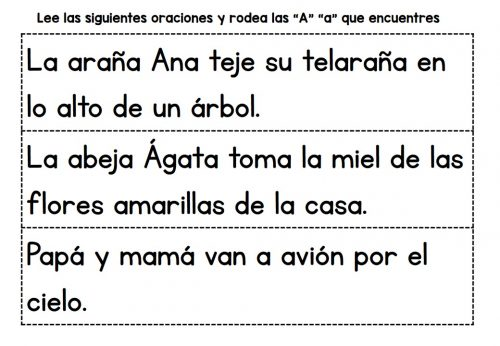 Lee las siguientes oraciones y rodea las “A” “a” que encuentres
La araña Ana teje su telaraña en
lo alto de un árbol.
La abeja Ágata toma la miel de las
flores amarillas de la casa.
Papá y mamá van a avión por el
cielo.